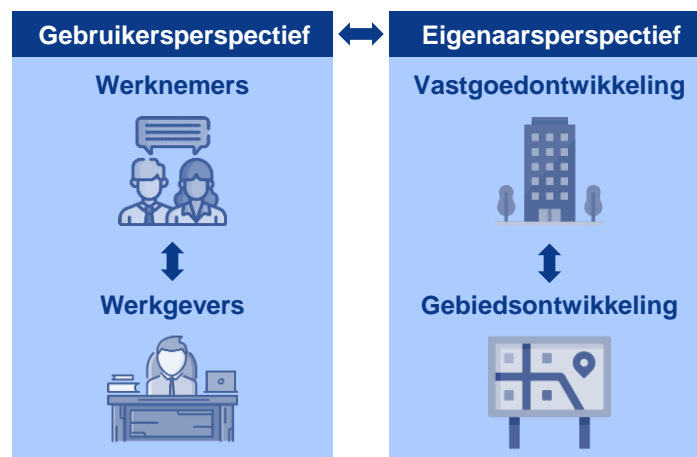 Gebruikersperspectief
Werknemers
Werkgevers
Eigenaarsperspectief
Vastgoedontwikkeling
Gebiedsontwikkeling